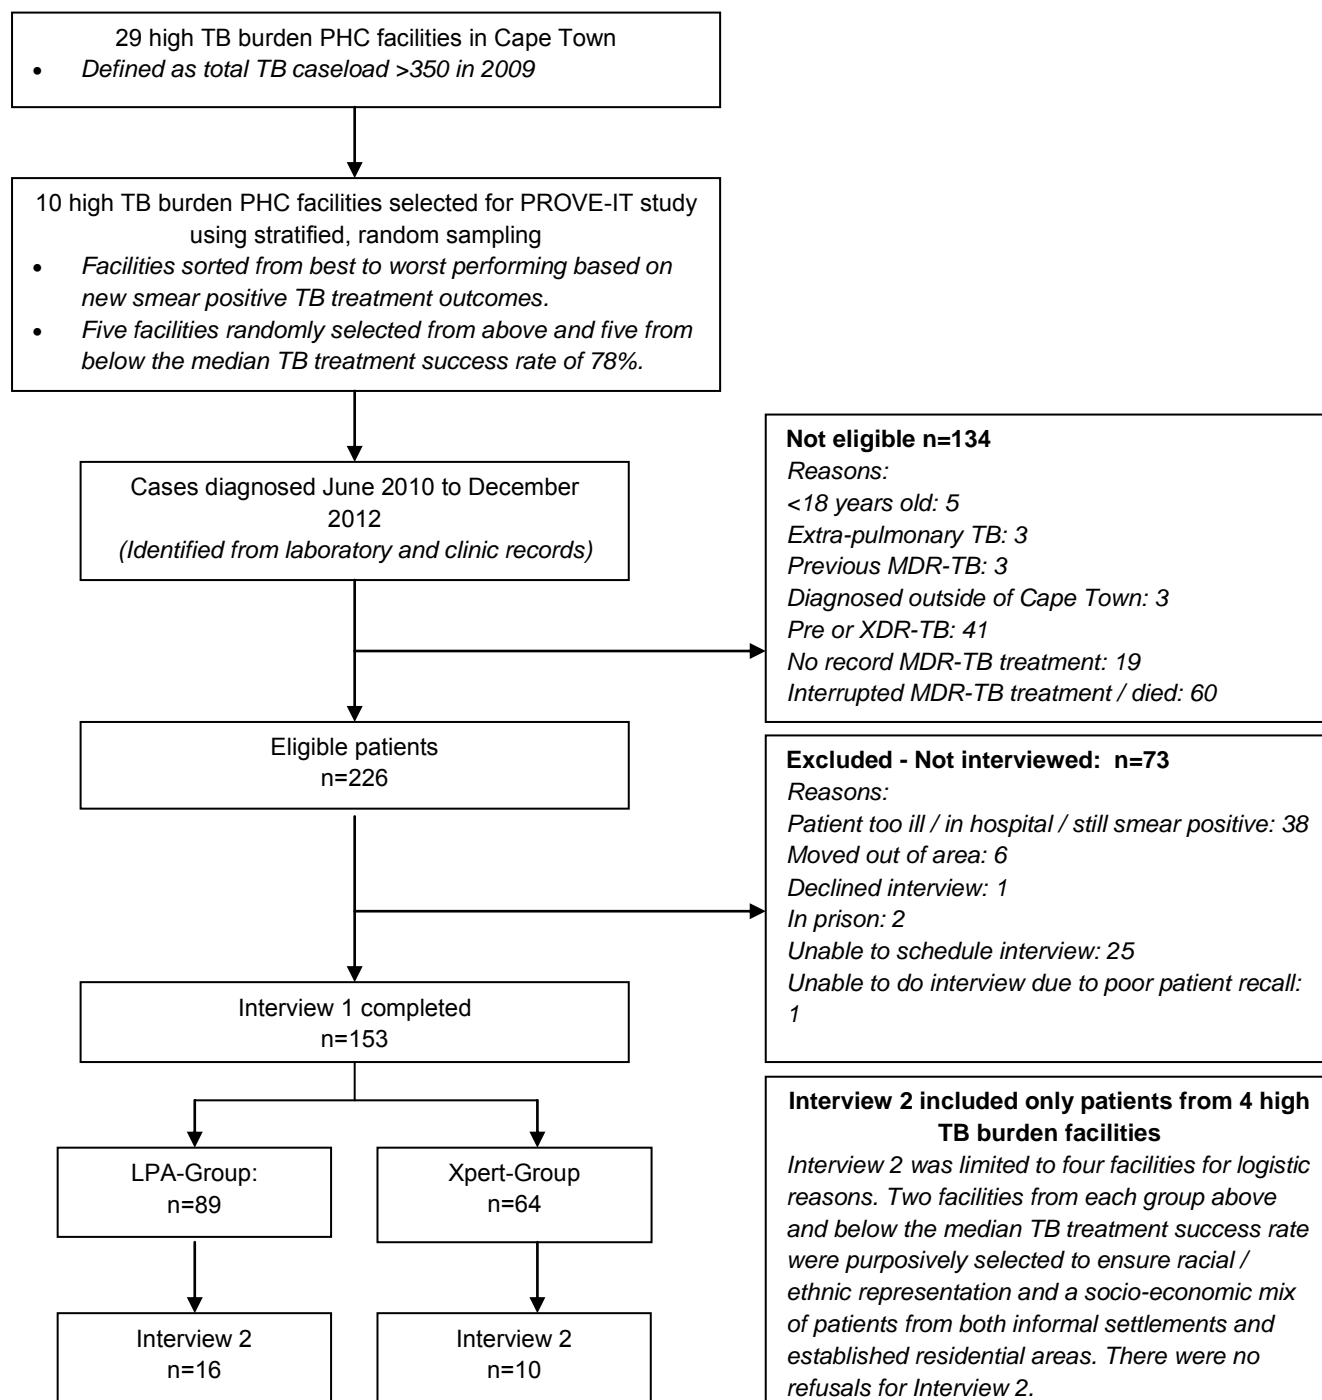 29 high TB burden PHC facilities in Cape Town
• Defined as total TB caseload >350 in 2009
10 high TB burden PHC facilities selected for PROVE-IT study
using stratified, random sampling
• Facilities sorted from best to worst performing based on
new smear positive TB treatment outcomes.
• Five facilities randomly selected from above and five from
below the median TB treatment success rate of 78%.
Cases diagnosed June 2010 to December
2012
(Identified from laboratory and clinic records)
Not eligible n=134
Reasons:
<18 years old: 5
Extra-pulmonary TB: 3
Previous MDR-TB: 3
Diagnosed outside of Cape Town: 3
Pre or XDR-TB: 41
No record MDR-TB treatment: 19
Interrupted MDR-TB treatment / died: 60
Eligible patients
n=226
Excluded - Not interviewed: n=73
Reasons:
Patient too ill / in hospital / still smear positive: 38
Moved out of area: 6
Declined interview: 1
In prison: 2
Unable to schedule interview: 25
Unable to do interview due to poor patient recall:
1
Interview 1 completed
n=153
LPA-Group:
n=89
Xpert-Group
n=64
Interview 2 included only patients from 4 high
TB burden facilities
Interview 2 was limited to four facilities for logistic
reasons. Two facilities from each group above
and below the median TB treatment success rate
were purposively selected to ensure racial /
ethnic representation and a socio-economic mix
of patients from both informal settlements and
established residential areas. There were no
refusals for Interview 2.
Interview 2
n=16
Interview 2
n=10